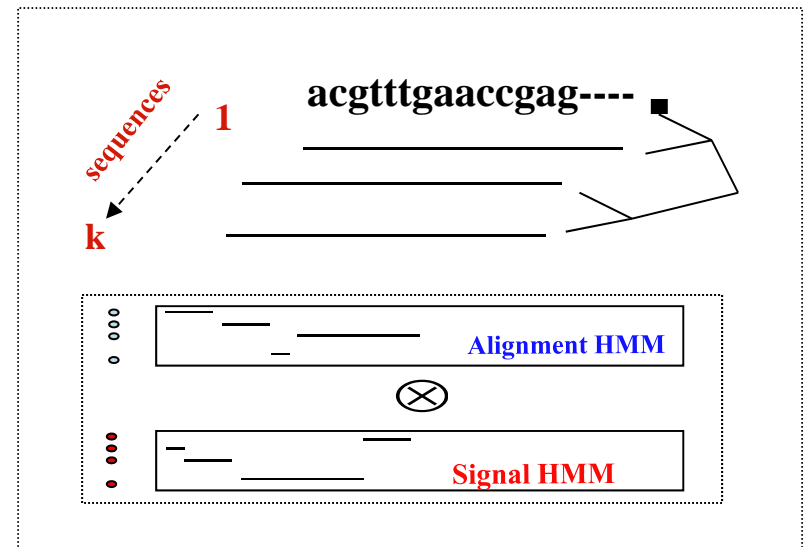 acgtttgaaccgag----
sequences
1
k
Alignment HMM
Signal HMM